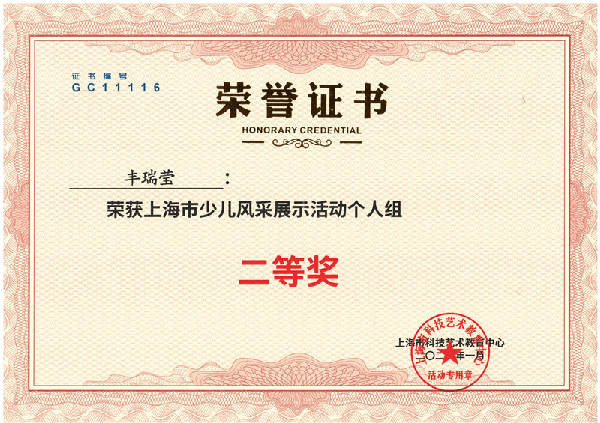 证书编号
GC11116
荣誉证书
HONORARY CREDENTIAL
丰瑞莹：
荣获上海市少儿风采展示活动个人组
二等奖
上海市科技艺术教育中心
二〇二 年一月
上海市科技艺术教育中心
活动专用章